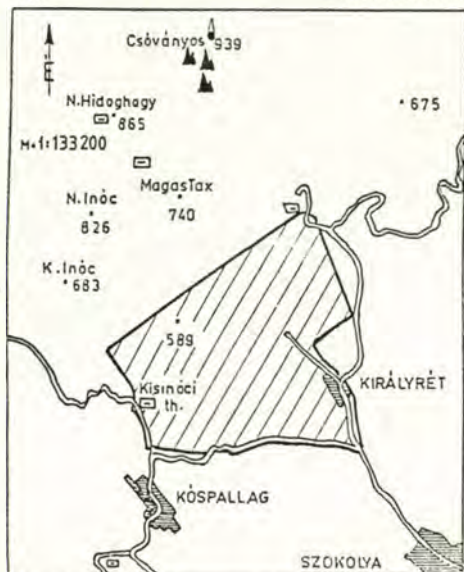 Csóványos 939
É
675
N.Hidoghagy
865
M=1:133200
MagasTax
740
N.Inóc
826
K.Inóc
683
589
Kisinóci
th.
KIRÁLYRÉT
KÓSPALLAG
SZOKOLYA